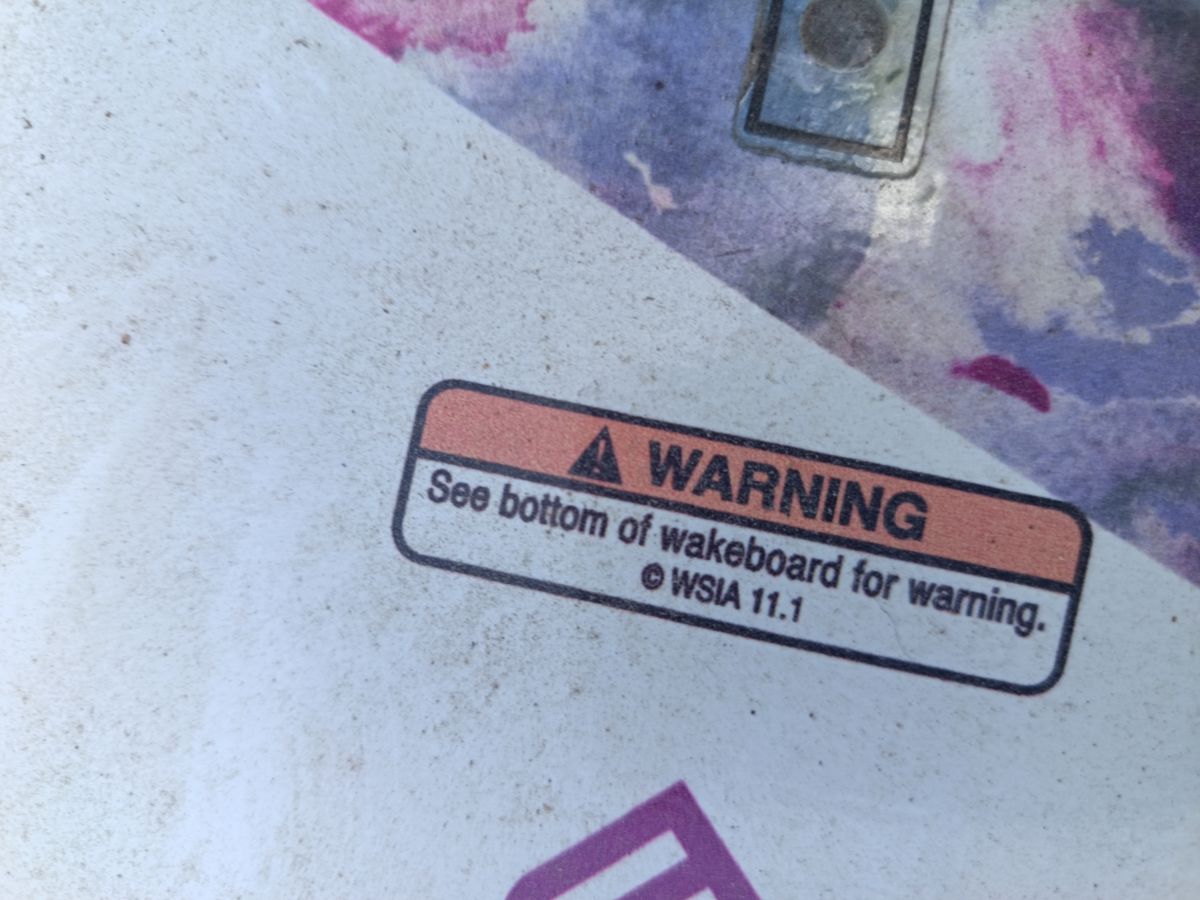 WARNING
See bottom of wakeboard for warning.
© WSIA 11.1